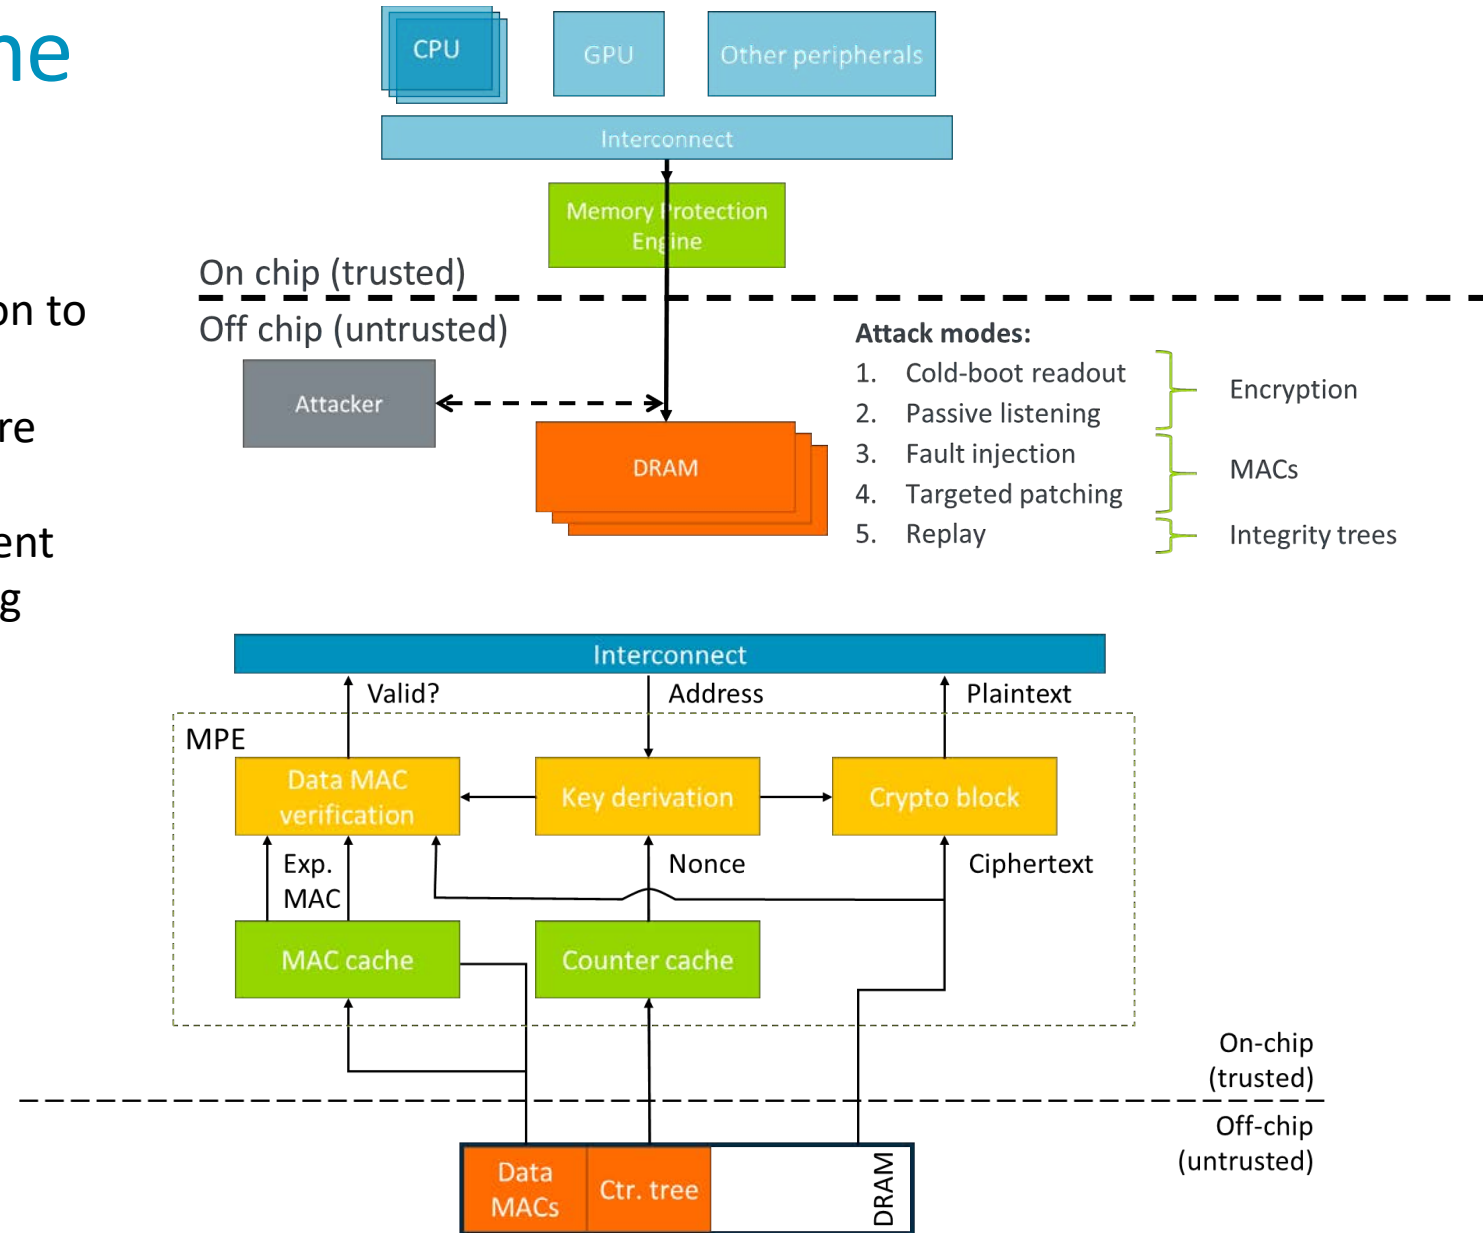 ne
on to
re
ent
g
CPU
GPU
Other peripherals
Interconnect
Memory Protection
Engine
On chip (trusted)
Off chip (untrusted)
Attacker
DRAM
Attack modes:
1. Cold-boot readout
2. Passive listening
3. Fault injection
4. Targeted patching
5. Replay
Encryption
MACs
Integrity trees
Interconnect
Valid?
Address
Plaintext
MPE
Data MAC
verification
Key derivation
Crypto block
Exp.
MAC
Nonce
Ciphertext
MAC cache
Counter cache
On-chip
(trusted)
Off-chip
(untrusted)
Data
MACs
Ctr. tree
DRAM